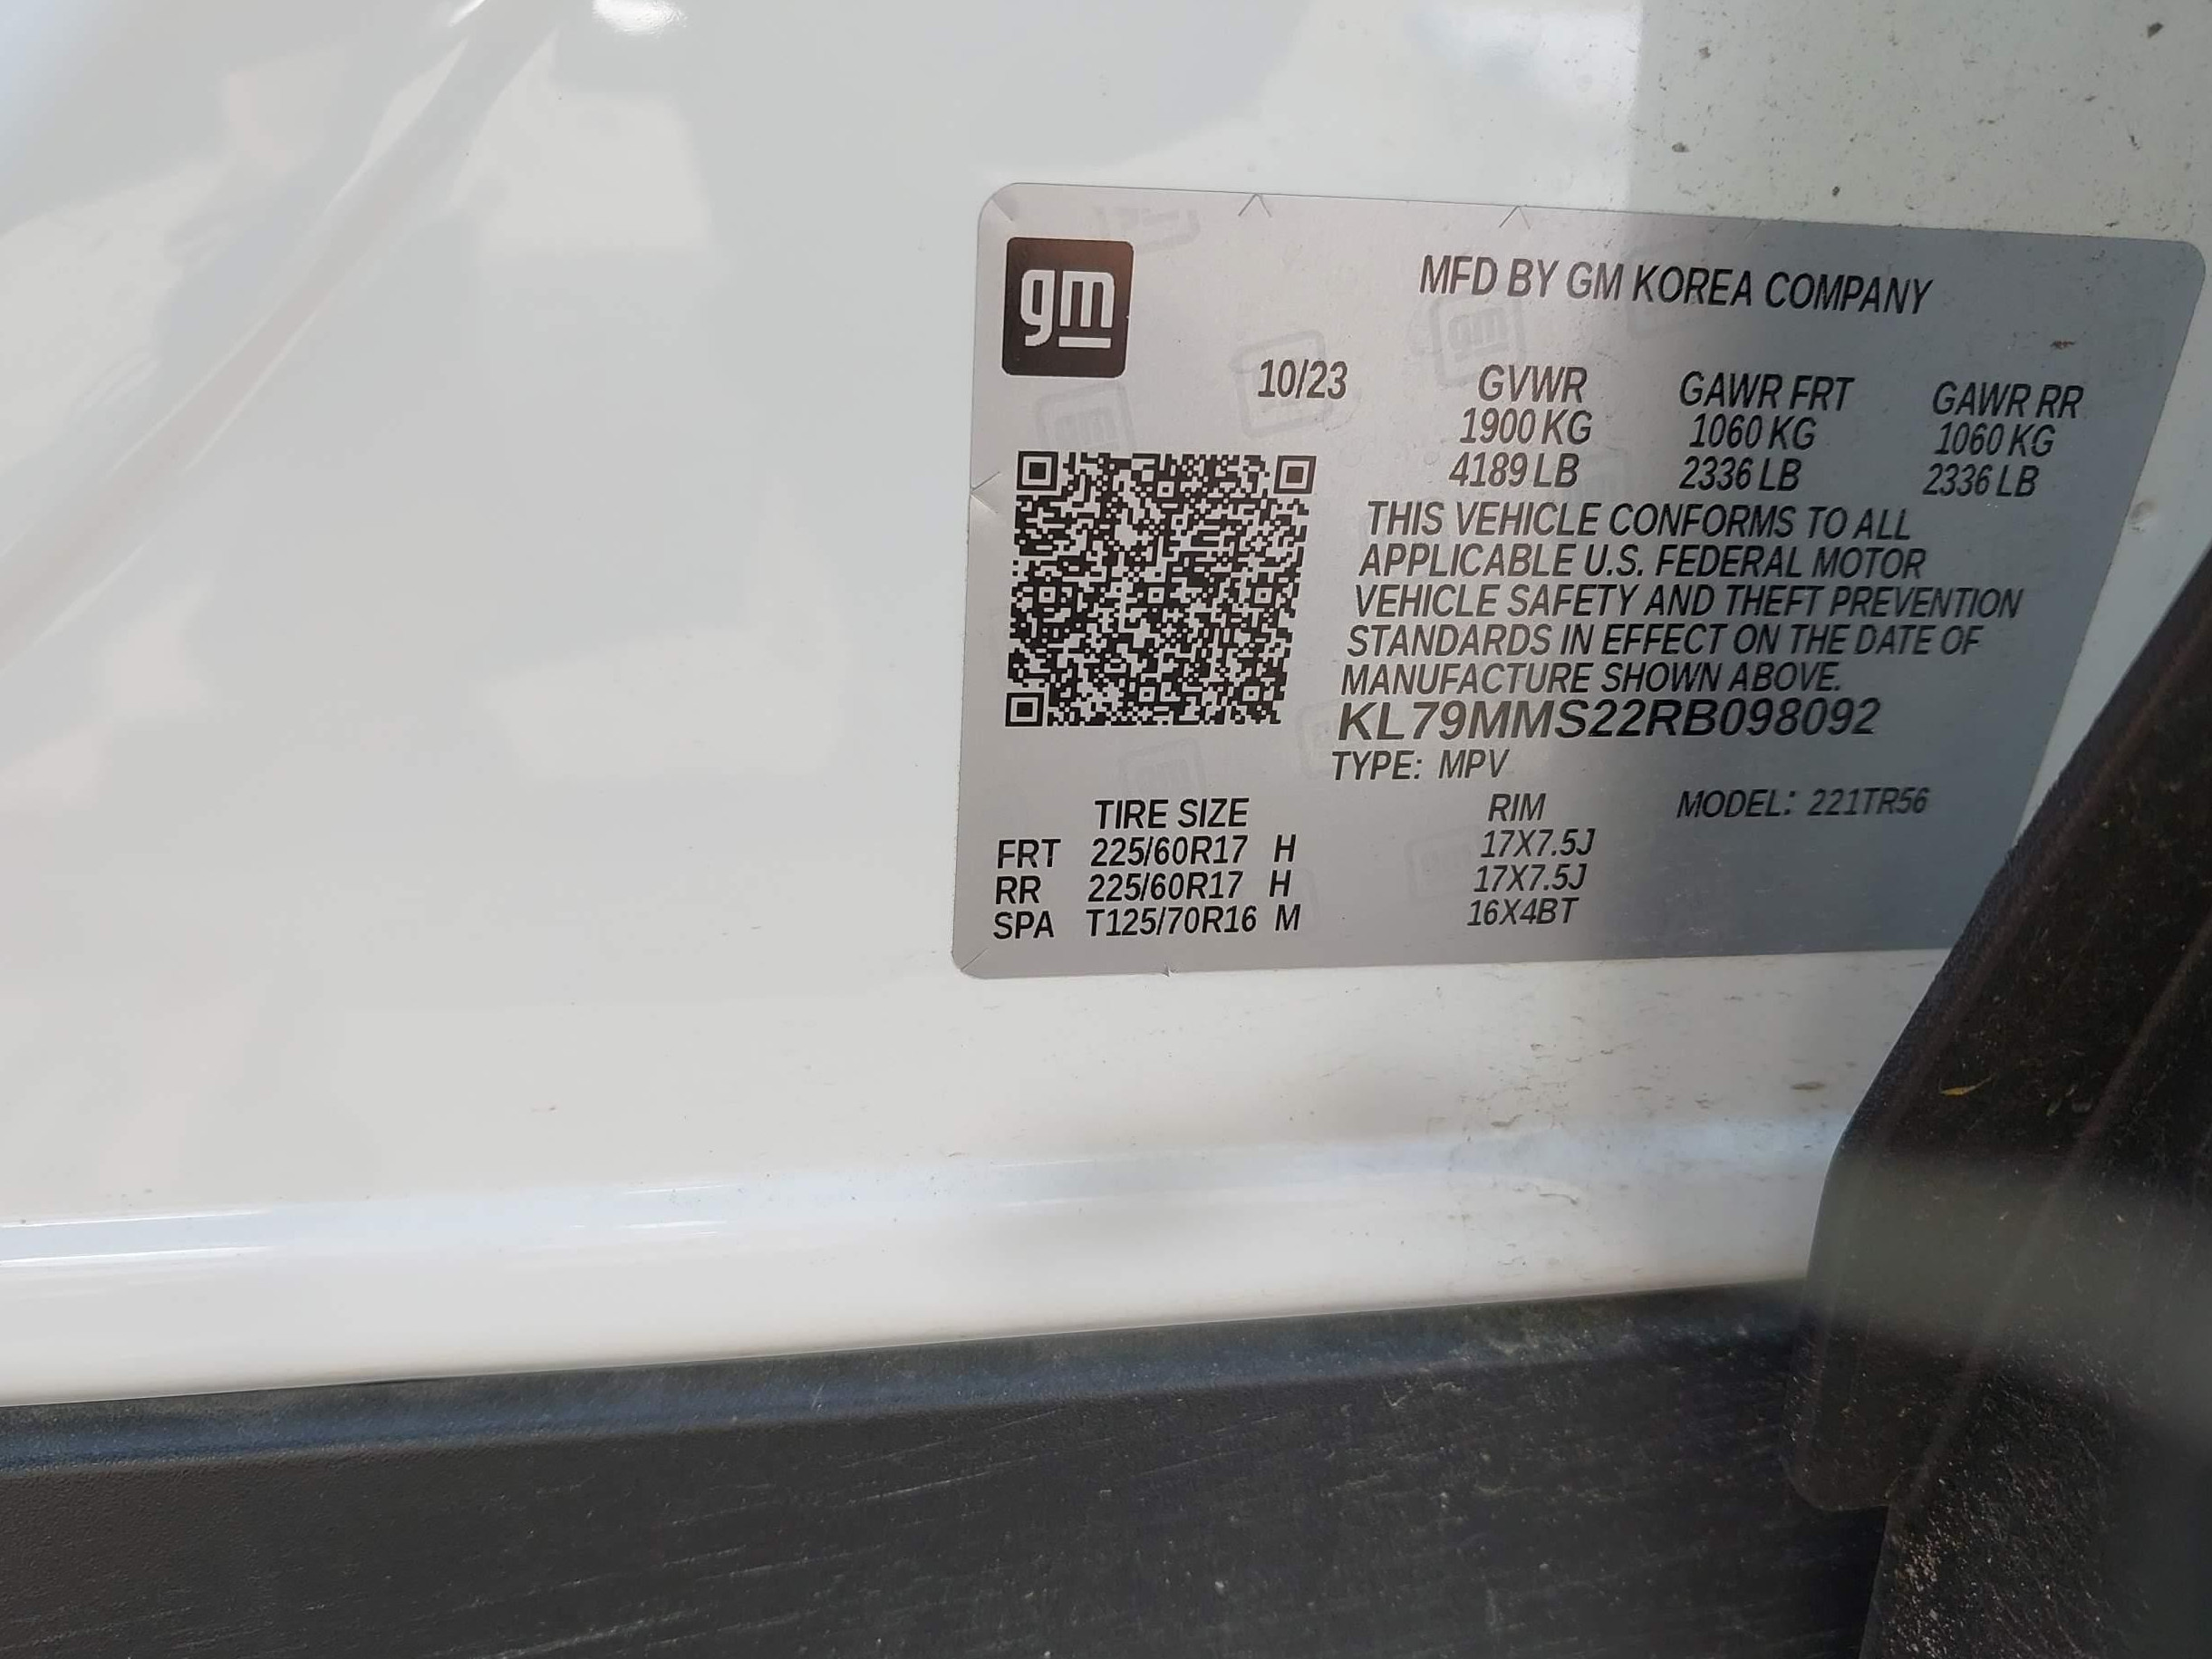 gm
MFD BY GM KOREA COMPANY
10/23 GVWR GAWR FRT GAWR RR
1900 KG 1060 KG 1060 KG
4189 LB 2336 LB 2336 LB
THIS VEHICLE CONFORMS TO ALL
APPLICABLE U.S. FEDERAL MOTOR
VEHICLE SAFETY AND THEFT PREVENTION
STANDARDS IN EFFECT ON THE DATE OF
MANUFACTURE SHOWN ABOVE.
KL79MMS22RB098092
TYPE: MPV
TIRE SIZE RIM MODEL: 221TR56
FRT 225/60R17 H 17X7.5J
RR 225/60R17 H 17X7.5J
SPA T125/70R16 M 16X4BT